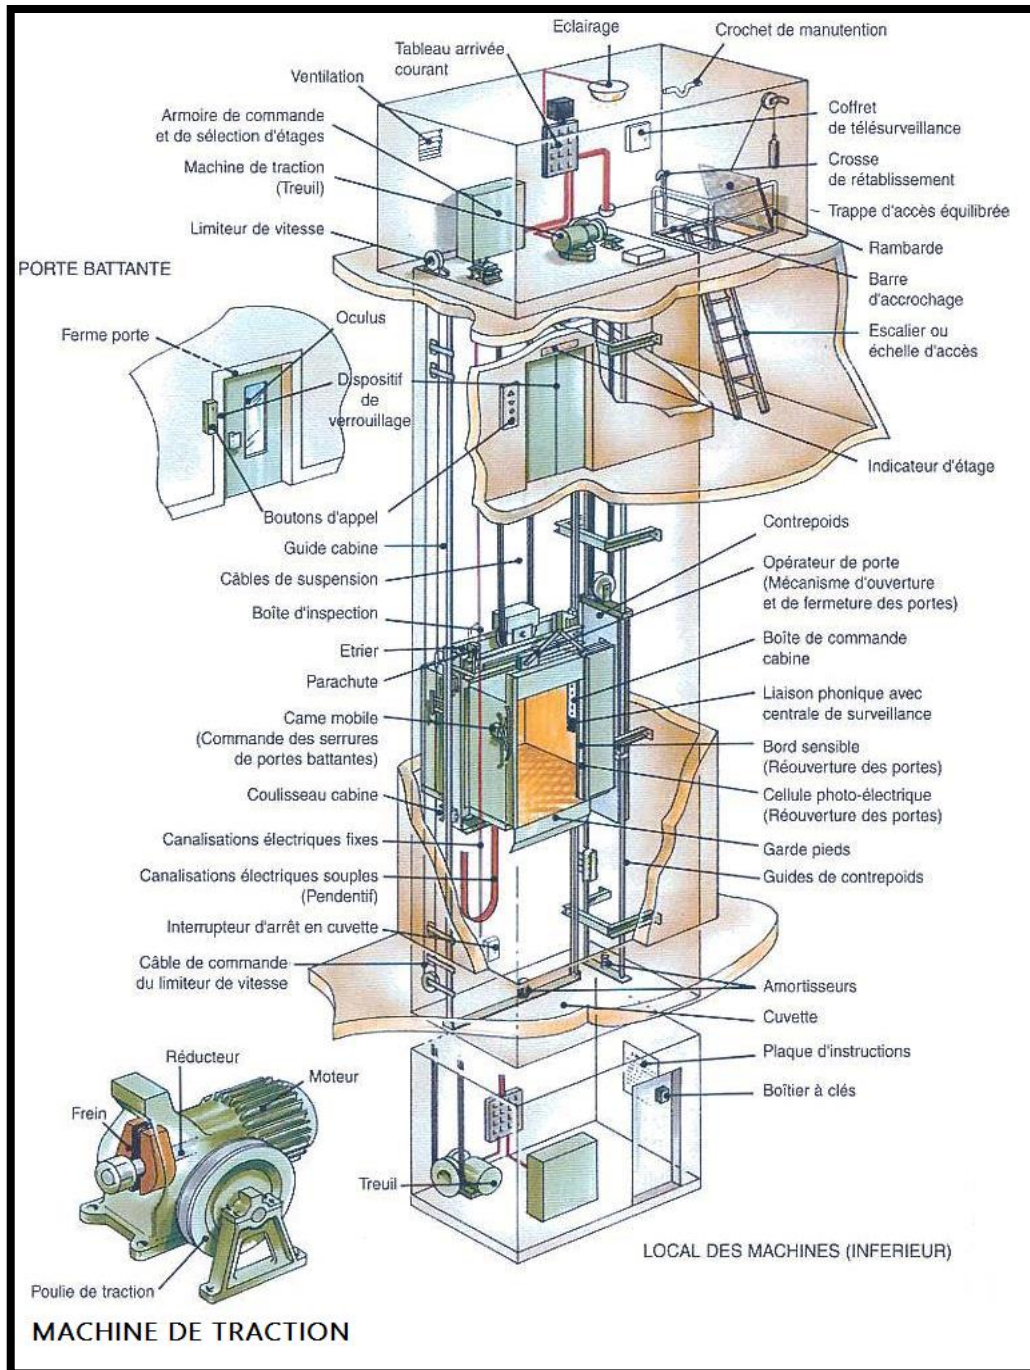 Eclairage
Crochet de manutention
Tableau arrivée
courant
Ventilation
Armoire de commande
et de sélection d'étages
Coffret
de télésurveillance
Machine de traction
(Treuil)
Crosse
de rétablissement
Limiteur de vitesse
Trappe d'accès équilibrée
Rambarde
PORTE BATTANTE
Barre
d'accrochage
Ferme porte
Oculus
Escalier ou
échelle d'accès
Dispositif
de
verrouillage
Indicateur d'étage
Boutons d'appel
Contrepoids
Guide cabine
Opérateur de porte
(Mécanisme d'ouverture
et de fermeture des portes)
Câbles de suspension
Boîte d'inspection
Boîte de commande
cabine
Etrier
Parachute
Liaison phonique avec
centrale de surveillance
Came mobile
(Commande des serrures
de portes battantes)
Bord sensible
(Réouverture des portes)
Coulisseau cabine
Cellule photo-électrique
(Réouverture des portes)
Canalisations électriques fixes
Garde pieds
Canalisations électriques souples
(Pendentif)
Guides de contrepoids
Interrupteur d'arrêt en cuvette
Câble de commande
du limiteur de vitesse
Amortisseurs
Cuvette
Plaque d'instructions
Boîtier à clés
Réducteur
Moteur
Frein
Treuil
LOCAL DES MACHINES (INFERIEUR)
Poulie de traction
MACHINE DE TRACTION